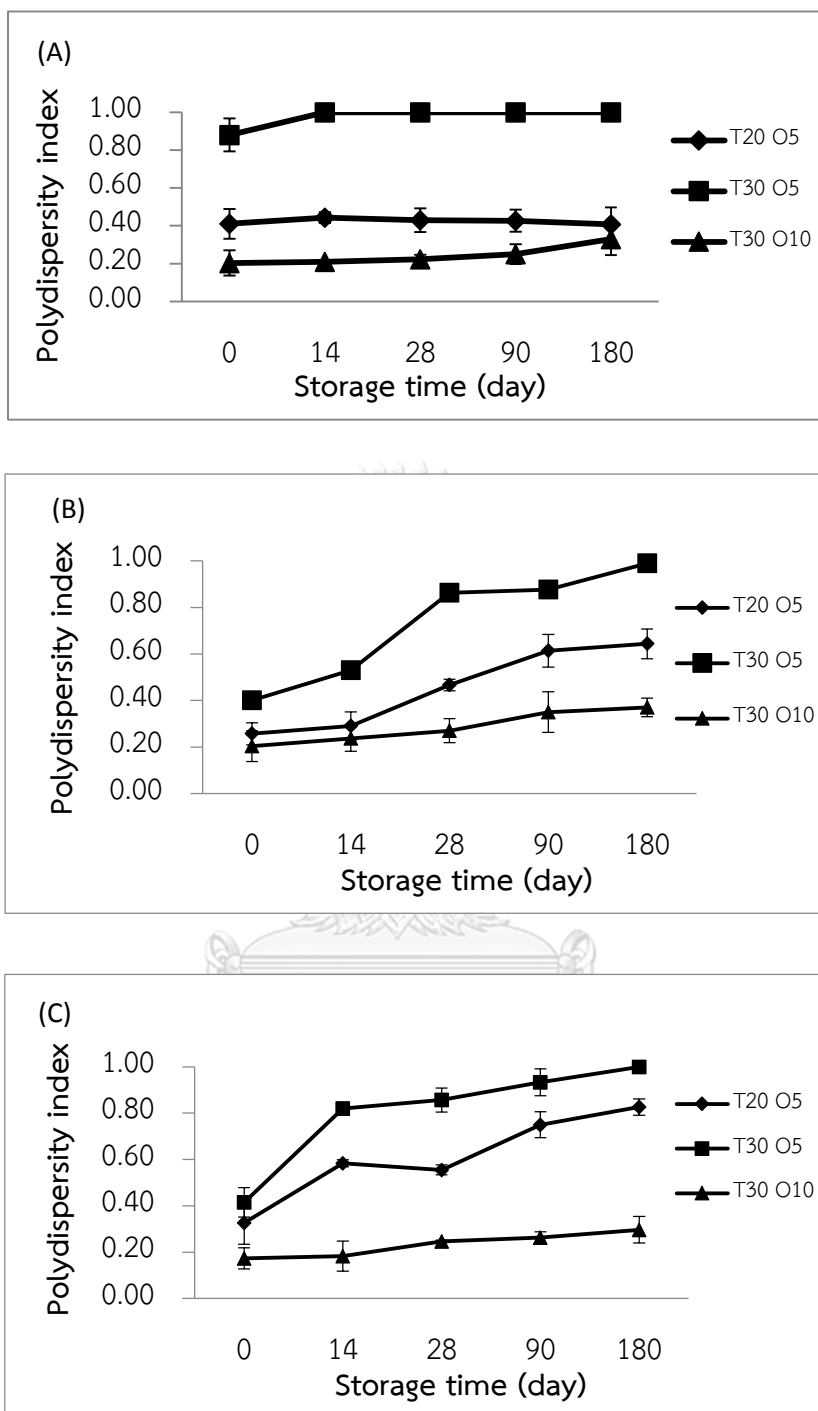 (A)
Polydispersity index
1.00
0.80
0.60
0.40
0.20
0.00
0 14 28 90 180
Storage time (day)
T20 O5
T30 O5
T30 O10
(B)
Polydispersity index
1.00
0.80
0.60
0.40
0.20
0.00
0 14 28 90 180
Storage time (day)
T20 O5
T30 O5
T30 O10
(C)
Polydispersity index
1.00
0.80
0.60
0.40
0.20
0.00
0 14 28 90 180
Storage time (day)
T20 O5
T30 O5
T30 O10